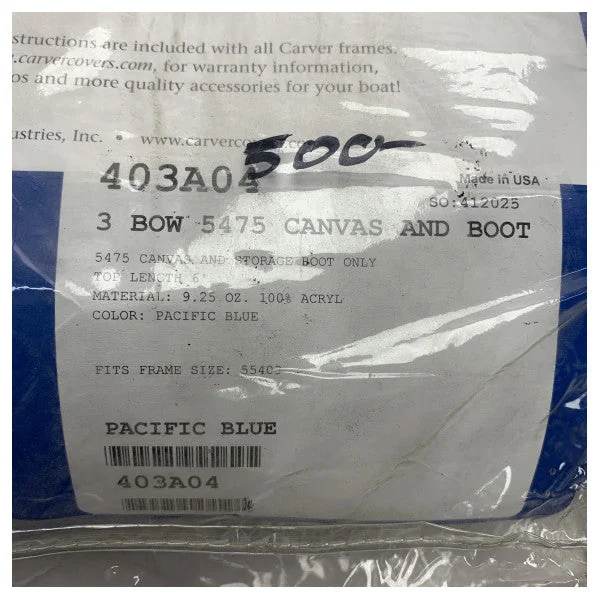 structions are included with all Carver frames.
.carvercovers.com, for warranty information,
os and more quality accessories for your boat!
ustries, Inc. • www.carverco
500-
403A04
Made in USA
SO:412025
3 BOW 5475 CANVAS AND BOOT
5475 CANVAS AND STORAGE BOOT ONLY
TOP LENGTH 6'
MATERIAL: 9.25 OZ. 100% ACRYL
COLOR: PACIFIC BLUE
FITS FRAME SIZE: 55403
PACIFIC BLUE
403A04